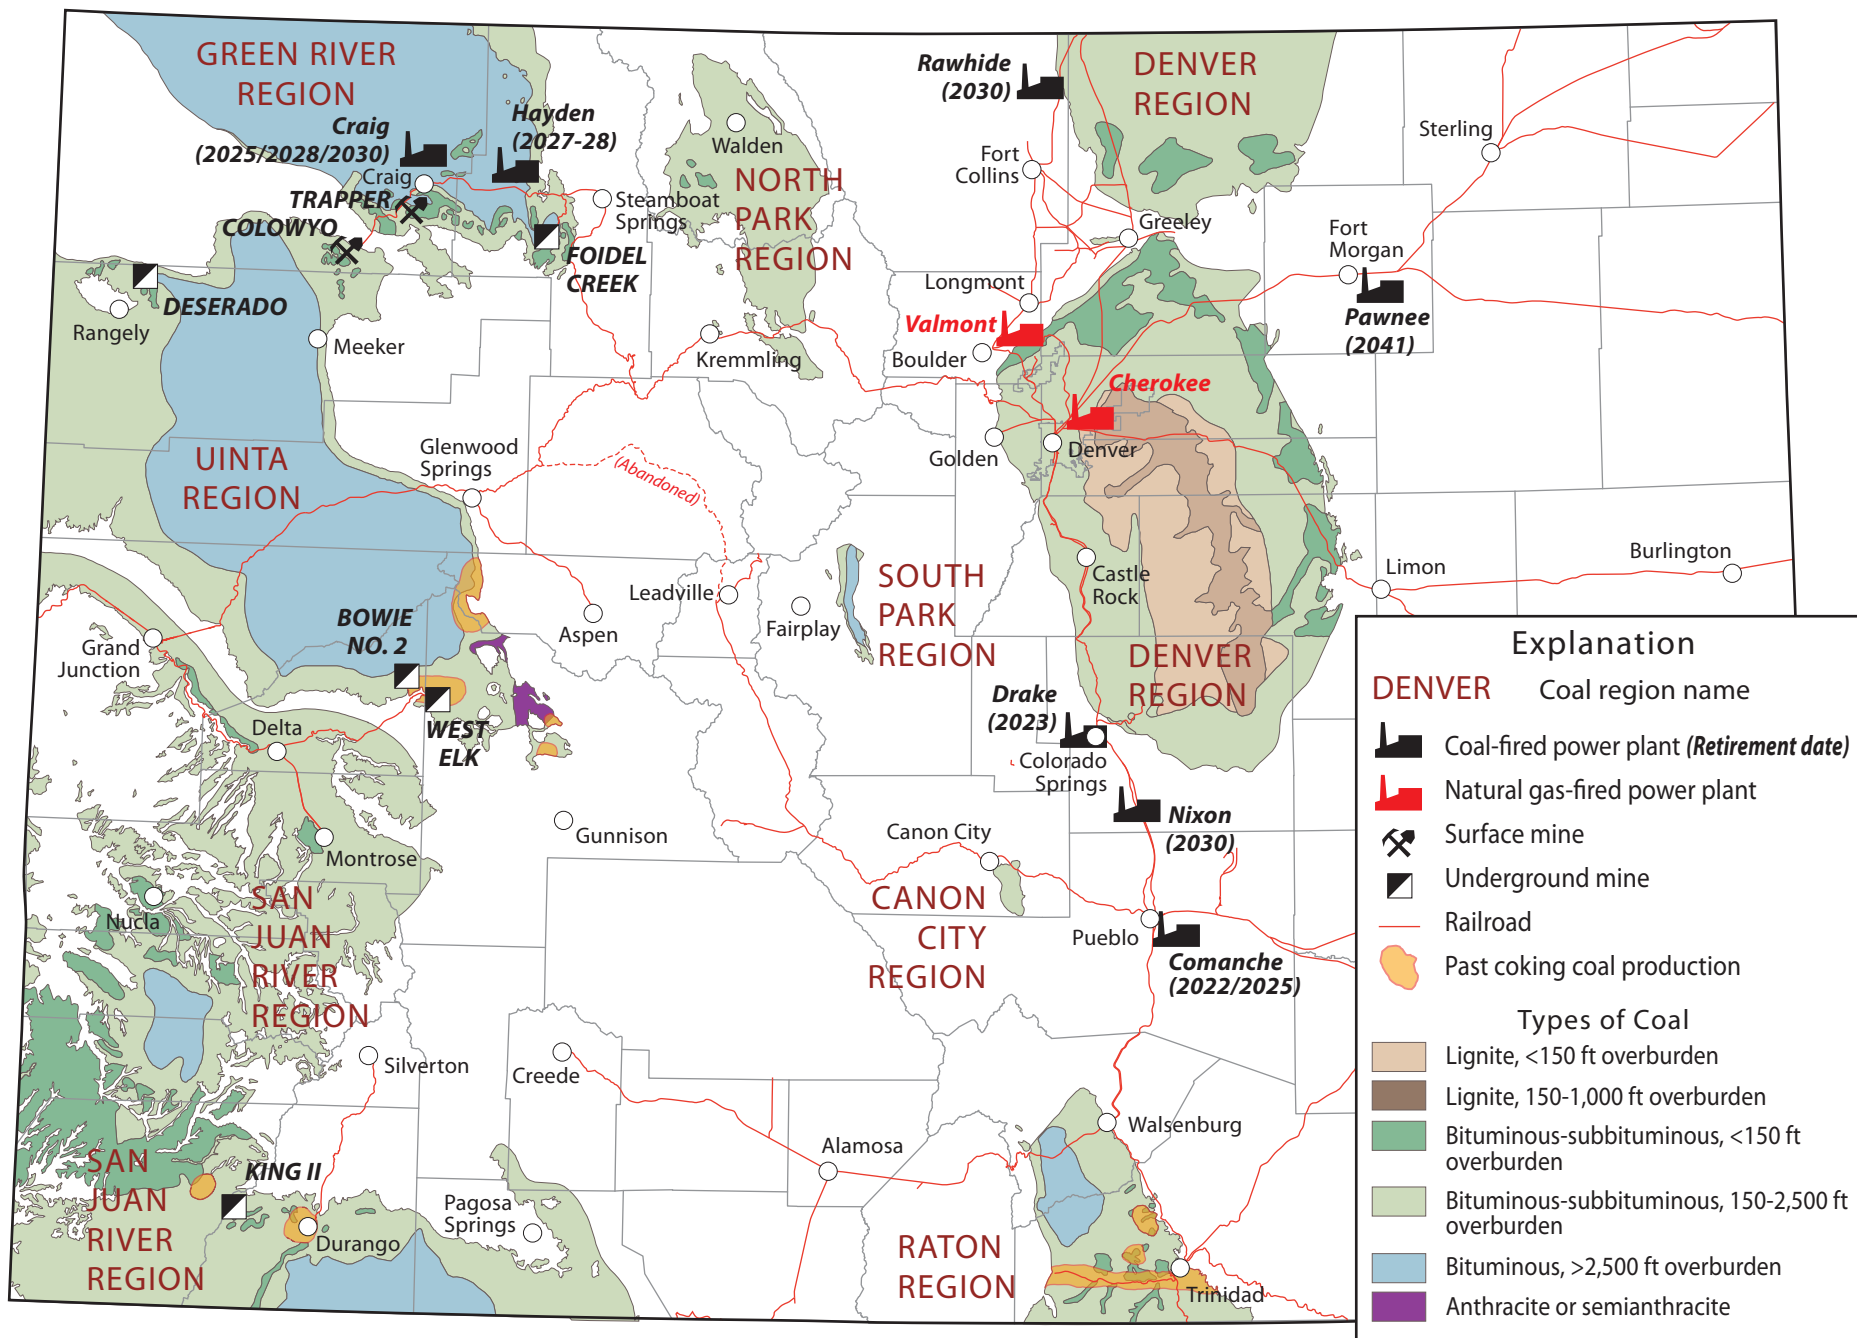 GREEN RIVER
REGION
Craig
(2025/2028/2030)
Hayden
(2027-28)
Craig
TRAPPER
COLOWYO
Steamboat
Springs
FOIDEL
CREEK
DESERADO
Rangely
Meeker
Walden
NORTH
PARK
REGION
Kremmling
Rawhide
(2030)
DENVER
REGION
Fort
Collins
Greeley
Sterling
Fort
Morgan
Pawnee
(2041)
Longmont
Valmont
Boulder
Cherokee
Golden
Denver
UINTA
REGION
Glenwood
Springs
(Abandoned)
Leadville
Aspen
Fairplay
SOUTH
PARK
REGION
Castle
Rock
Limon
Burlington
DENVER
REGION
Grand
Junction
BOWIE
NO. 2
WEST
ELK
Delta
Montrose
Gunnison
Drake
(2023)
Colorado
Springs
Nixon
(2030)
Canon City
CANON
CITY
REGION
Pueblo
Comanche
(2022/2025)
Nucla
SAN
JUAN
RIVER
REGION
Silverton
Creede
Alamosa
Walsenburg
SAN
JUAN
RIVER
REGION
KING II
Durango
Pagosa
Springs
RATON
REGION
Trinidad
Explanation
DENVER Coal region name
Coal-fired power plant (Retirement date)
Natural gas-fired power plant
Surface mine
Underground mine
Railroad
Past coking coal production
Types of Coal
Lignite, <150 ft overburden
Lignite, 150-1,000 ft overburden
Bituminous-subbituminous, <150 ft
overburden
Bituminous-subbituminous, 150-2,500 ft
overburden
Bituminous, >2,500 ft overburden
Anthracite or semianthracite